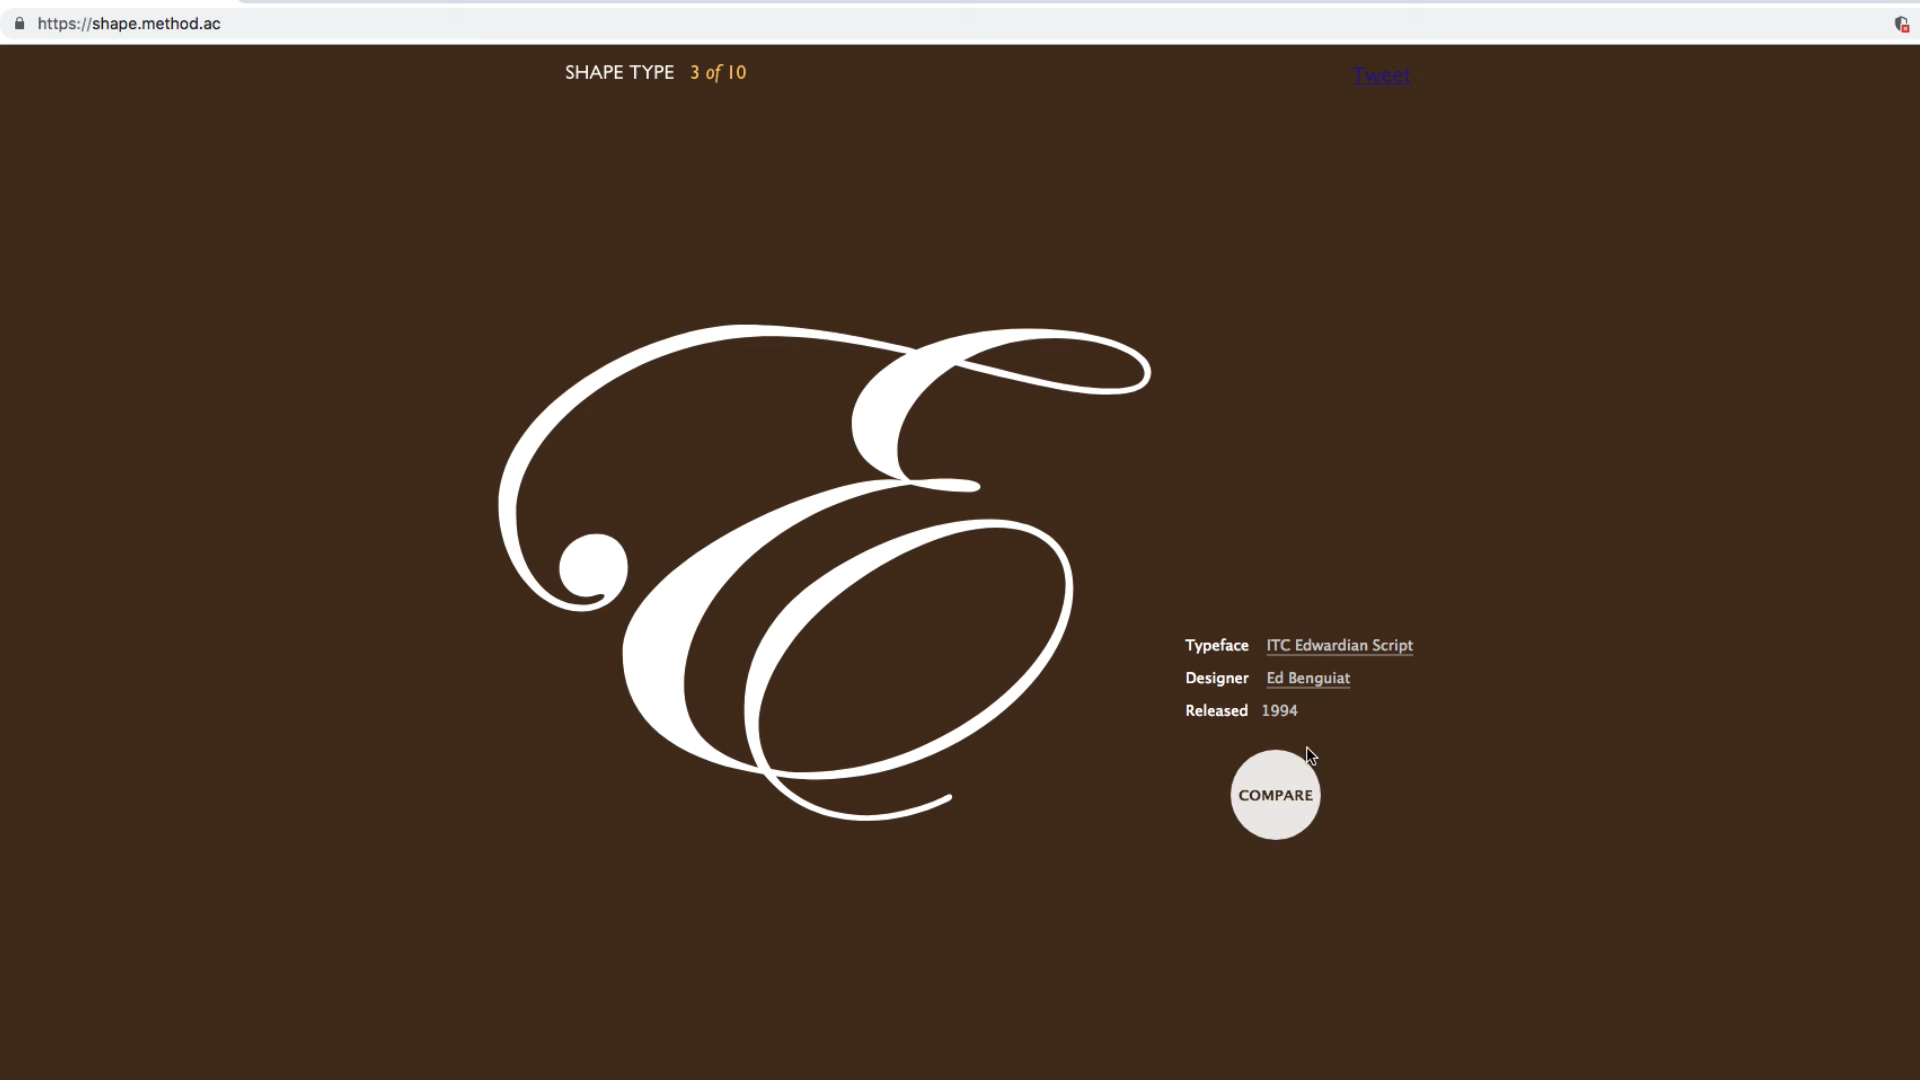 https://shape.method.ac
SHAPE TYPE 3 of 10
Tweet
E
Typeface ITC Edwardian Script
Designer Ed Benguiat
Released 1994
COMPARE